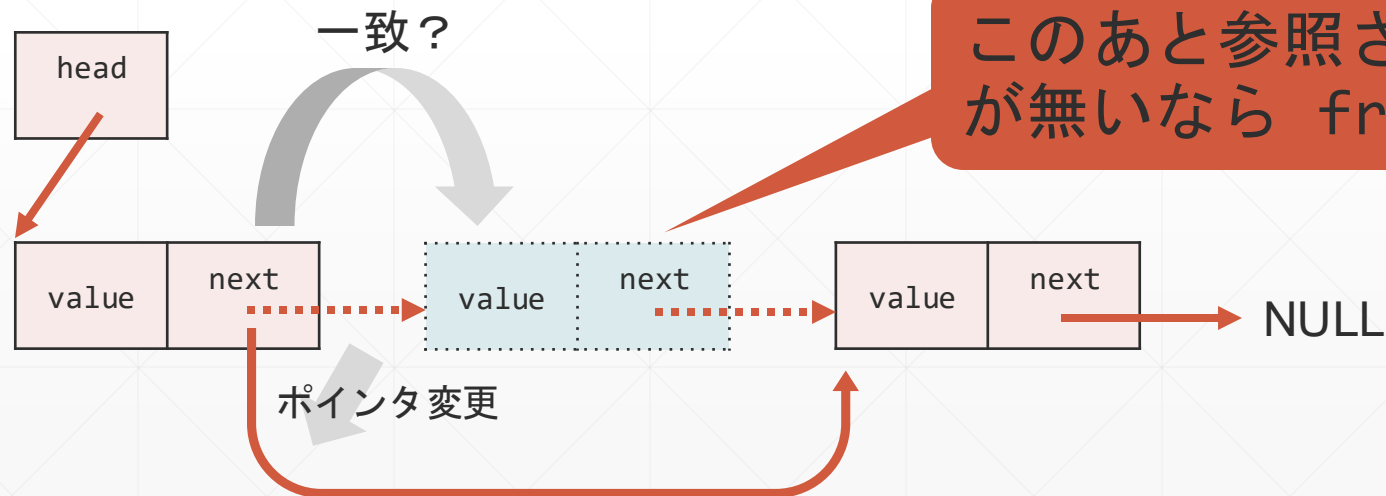 一致？
head
このあと参照さ
が無いなら fr
value
next
value
next
value
next
NULL
ポインタ変更